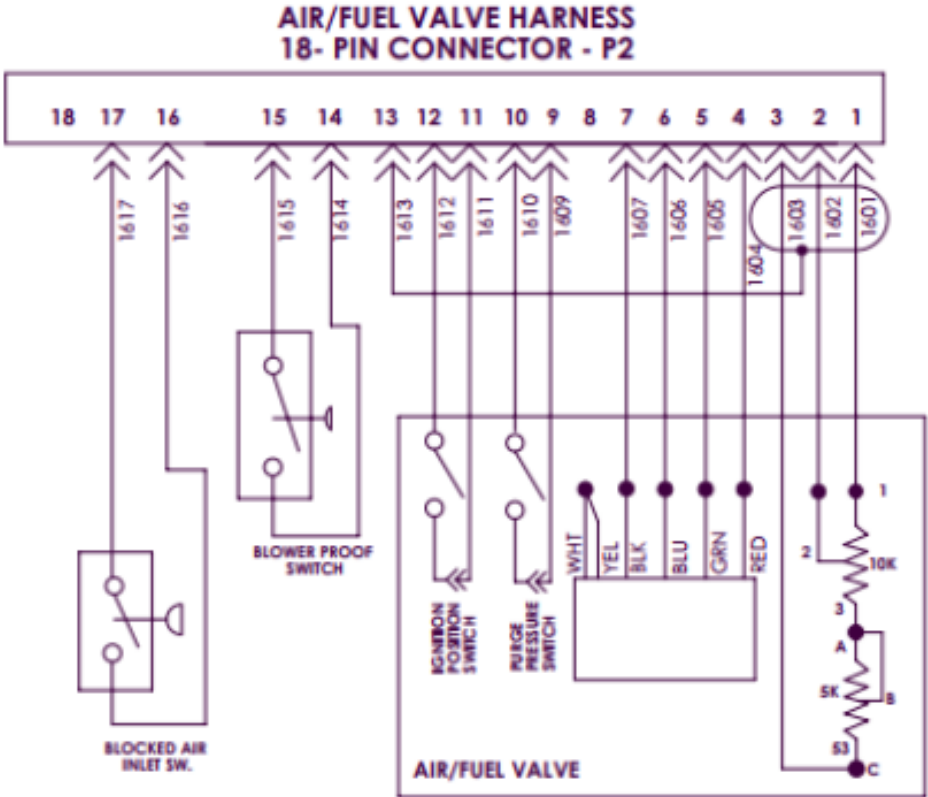 AIR/FUEL VALVE HARNESS
18- PIN CONNECTOR - P2
18 17 16 15 14 13 12 11 10 9 8 7 6 5 4 3 2 1
1617 1616 1615 1614 1613 1612 1611 1610 1609 1607 1606 1605 1604 1603 1602 1601
BLOWER PROOF
SWITCH
BLOCKED AIR
INLET SW.
IGNITION
POSITION
SWITCH
PURGE
PRESSURE
SWITCH
WHT YEL BLK BLU GRN RED
1
2
10K
3
A
5K
B
53
C
AIR/FUEL VALVE